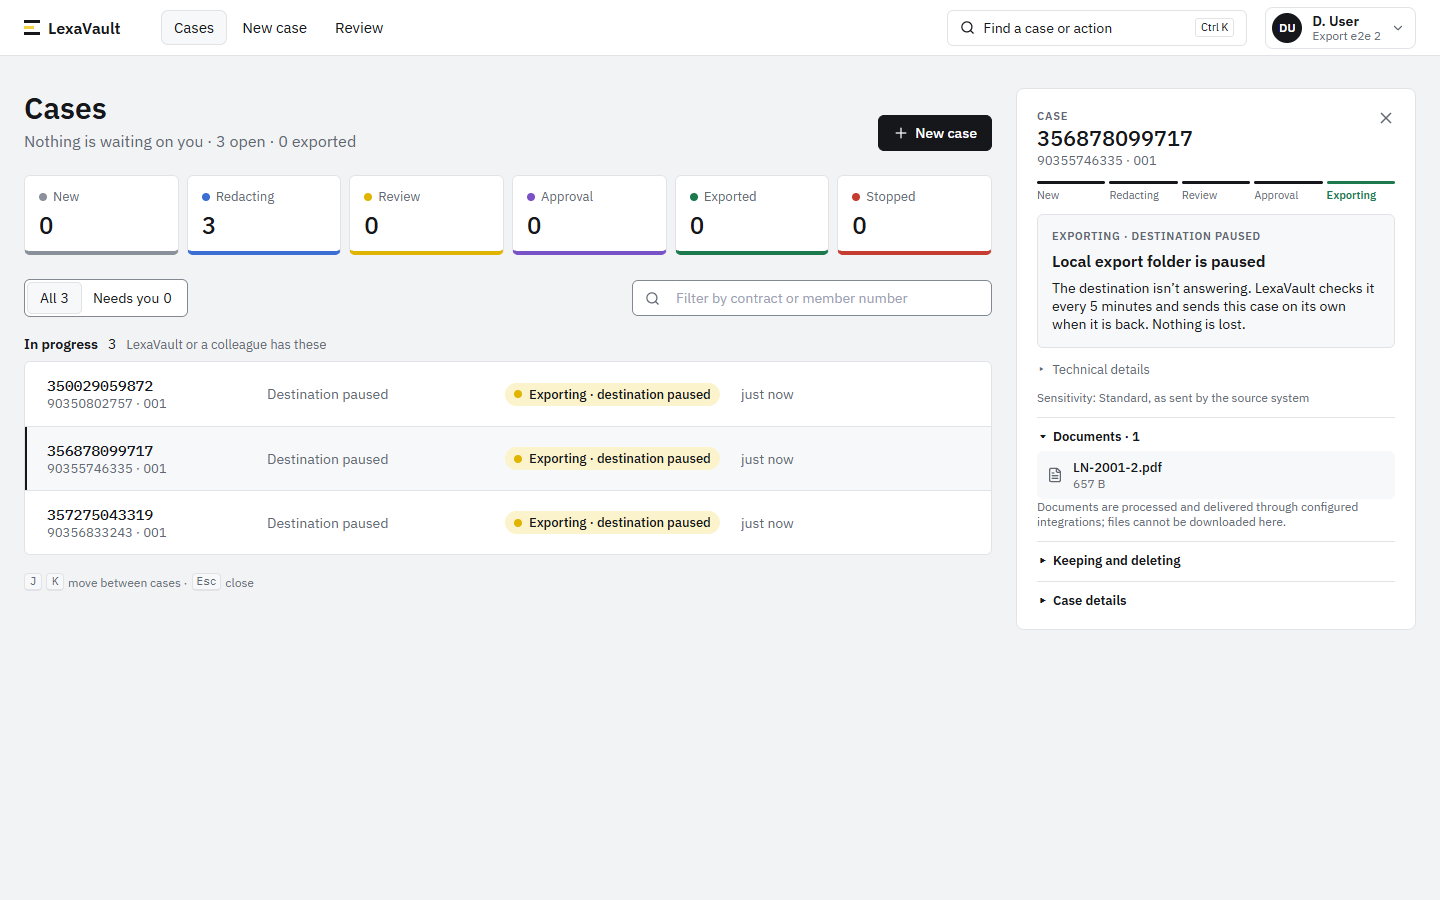 LexaVault
Cases
New case
Review
Find a case or action
Ctrl K
DU
D. User
Export e2e 2
Cases
Nothing is waiting on you · 3 open · 0 exported
New case
New
0
Redacting
3
Review
0
Approval
0
Exported
0
Stopped
0
All 3
Needs you 0
Filter by contract or member number
In progress 3 LexaVault or a colleague has these
350029059872
90350802757 · 001
Destination paused
Exporting · destination paused
just now
356878099717
90355746335 · 001
Destination paused
Exporting · destination paused
just now
357275043319
90356833243 · 001
Destination paused
Exporting · destination paused
just now
J K move between cases · Esc close
CASE
356878099717
90355746335 · 001
New
Redacting
Review
Approval
Exporting
EXPORTING · DESTINATION PAUSED
Local export folder is paused
The destination isn’t answering. LexaVault checks it
every 5 minutes and sends this case on its own
when it is back. Nothing is lost.
Technical details
Sensitivity: Standard, as sent by the source system
Documents · 1
LN-2001-2.pdf
657 B
Documents are processed and delivered through configured
integrations; files cannot be downloaded here.
Keeping and deleting
Case details